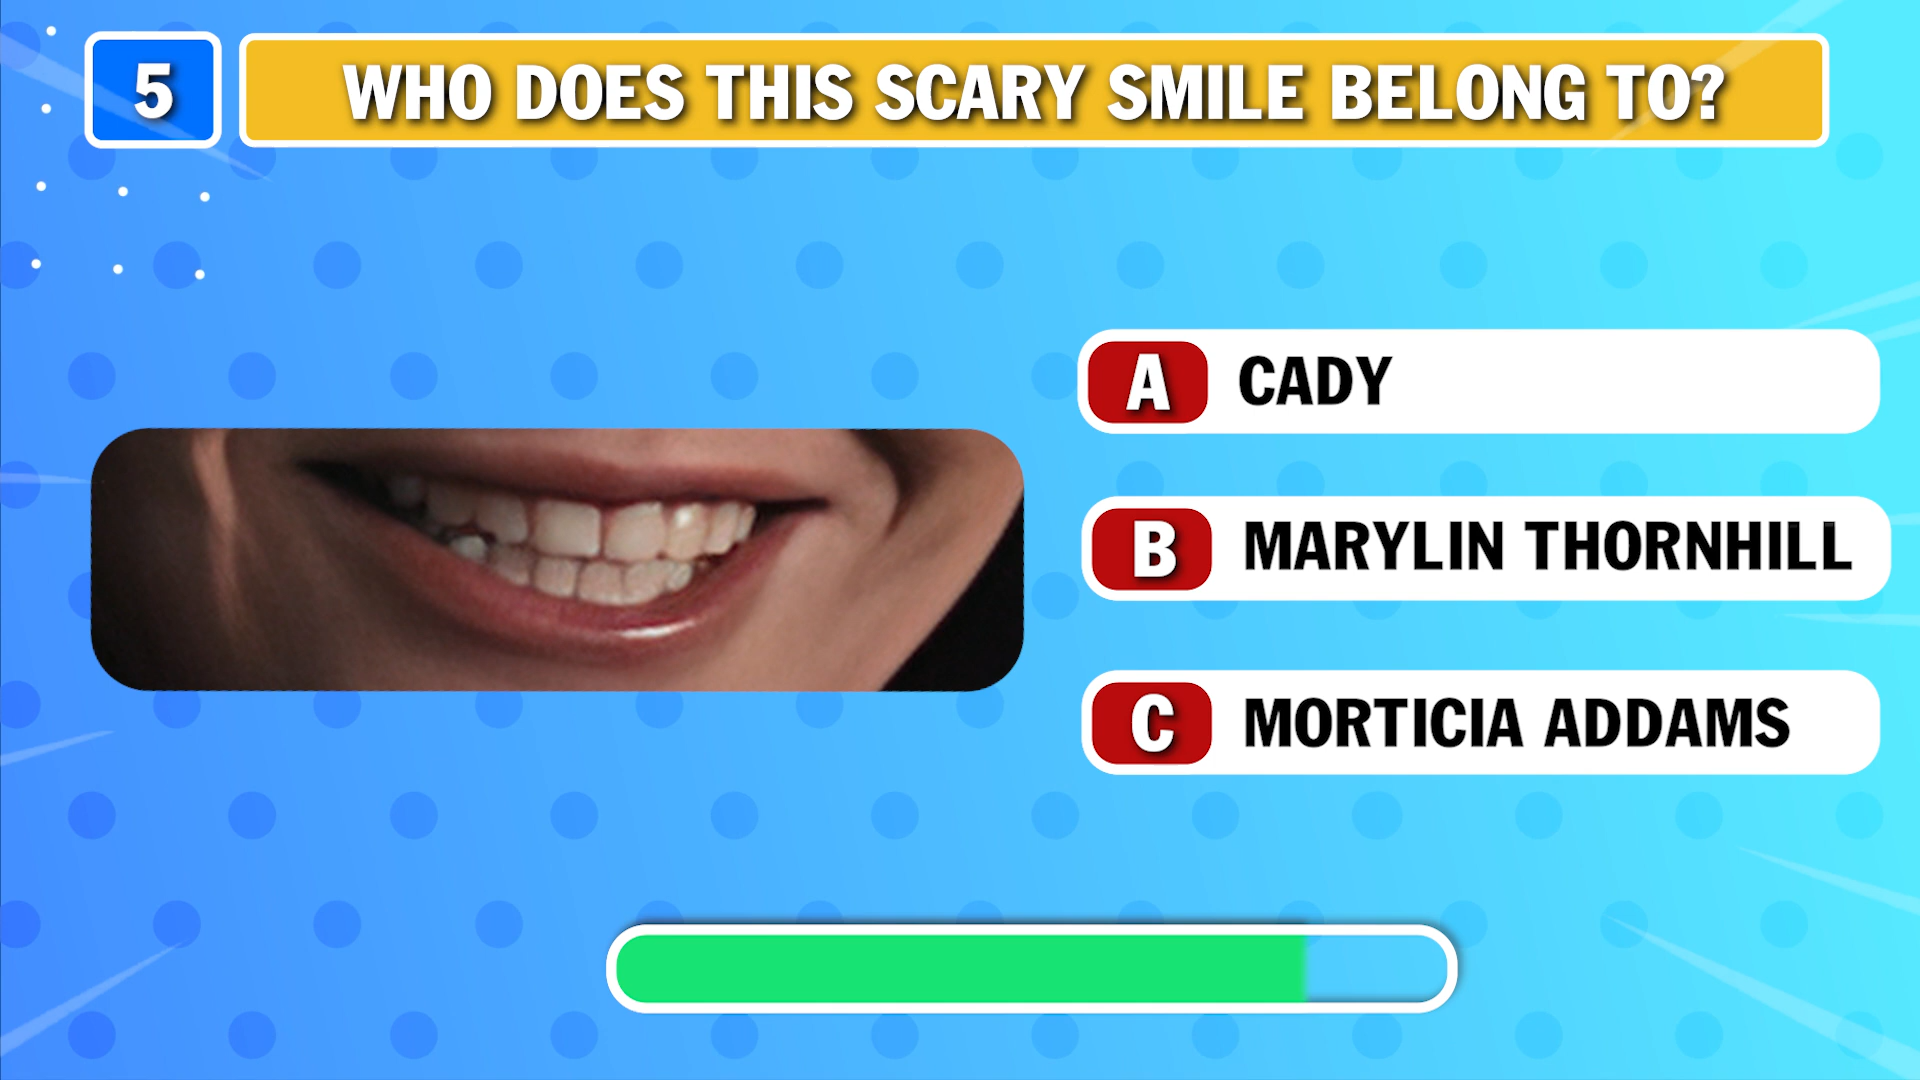 5
WHO DOES THIS SCARY SMILE BELONG TO?
A CADY
B MARYLIN THORNHILL
C MORTICIA ADDAMS